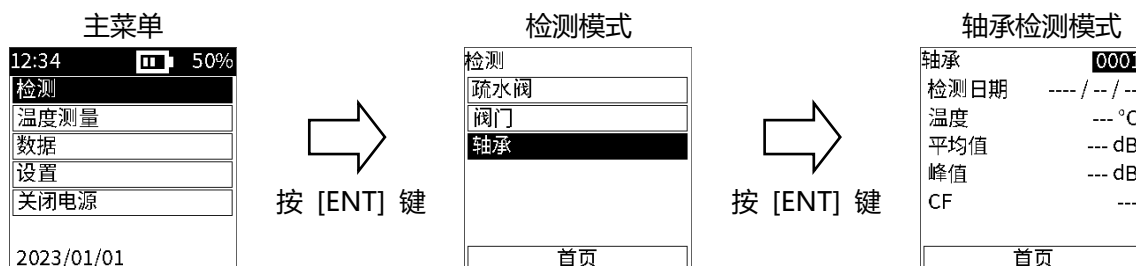 主菜单
12:34 50%
检测
温度测量
数据
设置
关闭电源
2023/01/01
按 [ENT] 键
检测模式
检测
疏水阀
阀门
轴承
首页
按 [ENT] 键
轴承检测模式
轴承 0001
检测日期 ---- / -- / --
温度 --- °C
平均值 --- dB
峰值 --- dB
CF ---
首页